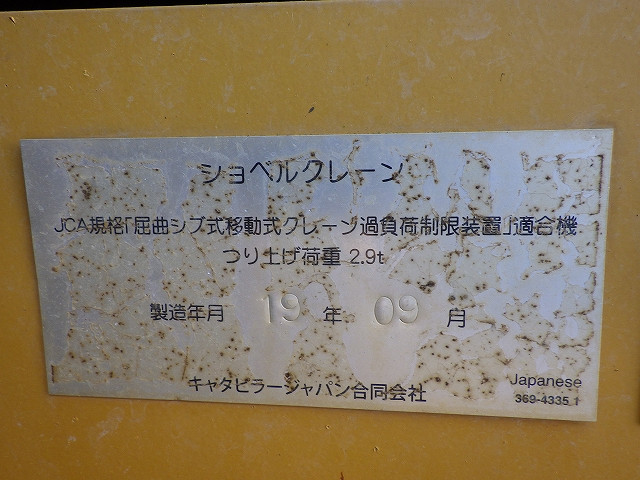 ショベルクレーン
JCA規格「屈曲ジブ式移動式クレーン過負荷制限装置」適合機
つり上げ荷重 2.9t
製造年月 19 年 09 月
キャタピラージャパン合同会社
Japanese
369-4335 1